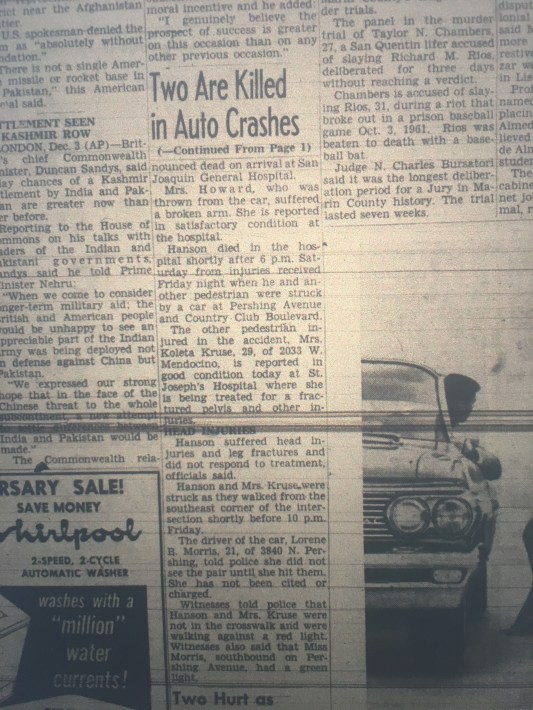 rict near the Afghanistan
U.S. spokesman denied the
m as "absolutely without
ndation."
There is not a single Amer-
missile or rocket base in
Pakistan," this American
cial said.
TTLEMENT SEEN
KASHMIR ROW
LONDON, Dec. 3 (AP)—Brit-
's chief Commonwealth
inister, Duncan Sandys, said
ay chances of a Kashmir
tlement by India and Pak-
an are greater now than
er before.
Reporting to the House of
ommons on his talks with
aders of the Indian and
akistani governments,
andys said he told Prime
inister Nehru:
"When we come to consider
nger-term military aid; the
ritish and American people
ould be unhappy to see an
ppreciable part of the Indian
rmy was being deployed not
n defense against China but
Pakistan.
"We expressed our strong
hope that in the face of the
Chinese threat to the whole
India and Pakistan would be
made."
The Commonwealth rela-
RSARY SALE!
SAVE MONEY
hirlpool
2-SPEED, 2-CYCLE
AUTOMATIC WASHER
washes with a
"million"
water
currents!
moral incentive and he added
"I genuinely believe the
prospect of success is greater
on this occasion than on any
other previous occasion."
Two Are Killed
in Auto Crashes
(—Continued From Page 1)
nounced dead on arrival at San
Joaquin General Hospital.
Mrs. Howard, who was
thrown from the car, suffered
a broken arm. She is reported
in satisfactory condition at
the hospital.
Hanson died in the hos-
pital shortly after 6 p.m. Sat-
urday from injuries received
Friday night when he and an-
other pedestrian were struck
by a car at Pershing Avenue
and Country Club Boulevard.
The other pedestrian in-
jured in the accident, Mrs.
Koleta Kruse, 29, of 2033 W.
Mendocino, is reported in
good condition today at St.
Joseph's Hospital where she
is being treated for a frac-
tured pelvis and other in-
juries.
HEAD INJURIES
Hanson suffered head in-
juries and leg fractures and
did not respond to treatment,
officials said.
Hanson and Mrs. Kruse were
struck as they walked from the
southeast corner of the inter-
section shortly before 10 p.m.
Friday.
The driver of the car, Lorene
B. Morris, 21, of 3840 N. Per-
shing, told police she did not
see the pair until she hit them.
She has not been cited or
charged.
Witnesses told police that
Hanson and Mrs. Kruse were
not in the crosswalk and were
walking against a red light.
Witnesses also said that Miss
Morris, southbound on Per-
shing Avenue, had a green
light.
Two Hurt as
der trials.
The panel in the murder
trial of Taylor N. Chambers,
27, a San Quentin lifer accused
of slaying Richard M. Rios,
deliberated for three days
without reaching a verdict.
Chambers is accused of slay-
ing Rios, 31, during a riot that
broke out in a prison baseball
game Oct. 3, 1961. Rios was
beaten to death with a base-
ball bat.
Judge N. Charles Bursatori
said it was the longest deliber-
ation period for a Jury in Ma-
rin County history. The trial
lasted seven weeks.